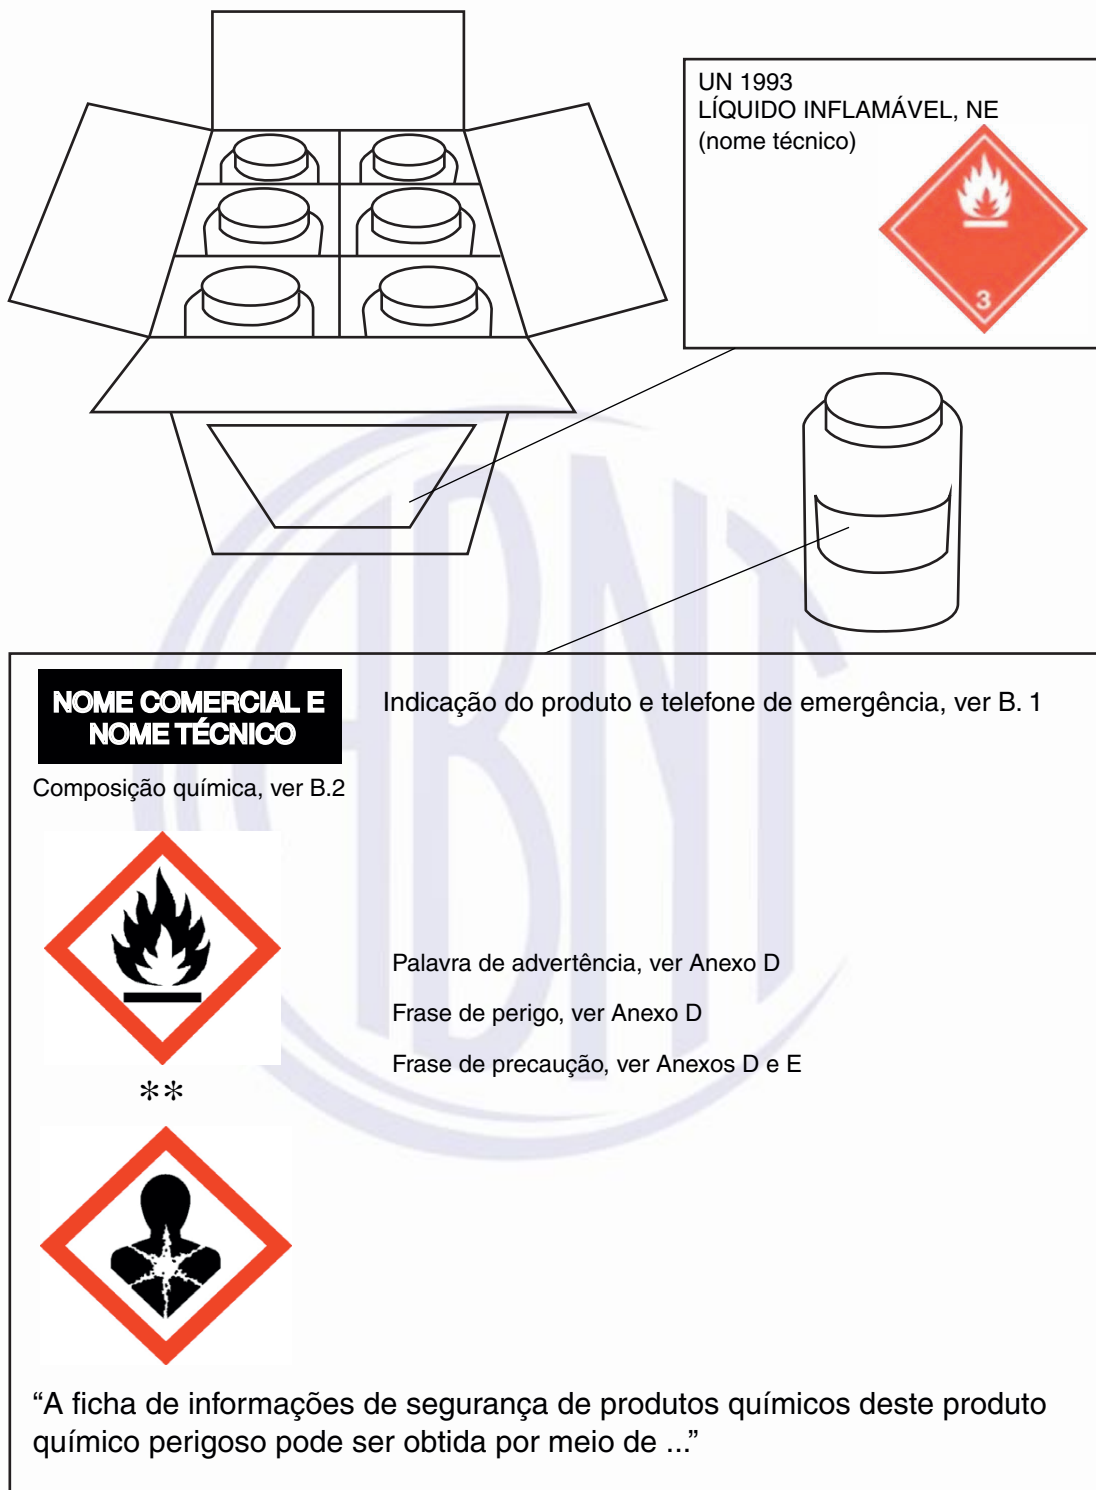 UN 1993
LÍQUIDO INFLAMÁVEL, NE
(nome técnico)
3
NOME COMERCIAL E
NOME TÉCNICO
Indicação do produto e telefone de emergência, ver B. 1
Composição química, ver B.2
Palavra de advertência, ver Anexo D
Frase de perigo, ver Anexo D
Frase de precaução, ver Anexos D e E
**
“A ficha de informações de segurança de produtos químicos deste produto
químico perigoso pode ser obtida por meio de ...”
ABNT